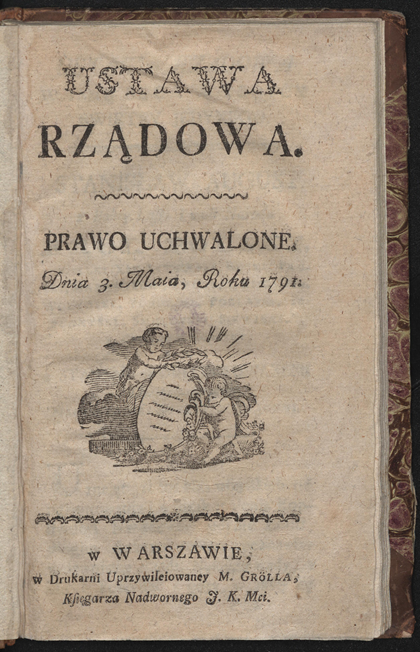 USTAWA
RZĄDOWA.
PRAWO UCHWALONE.
Dnia 3. Maia, Roku 1791.
w WARSZAWIE,
w Drukarni Uprzywileiowaney M. GRÖLLA,
Księgarza Nadwornego J. K. Mci.